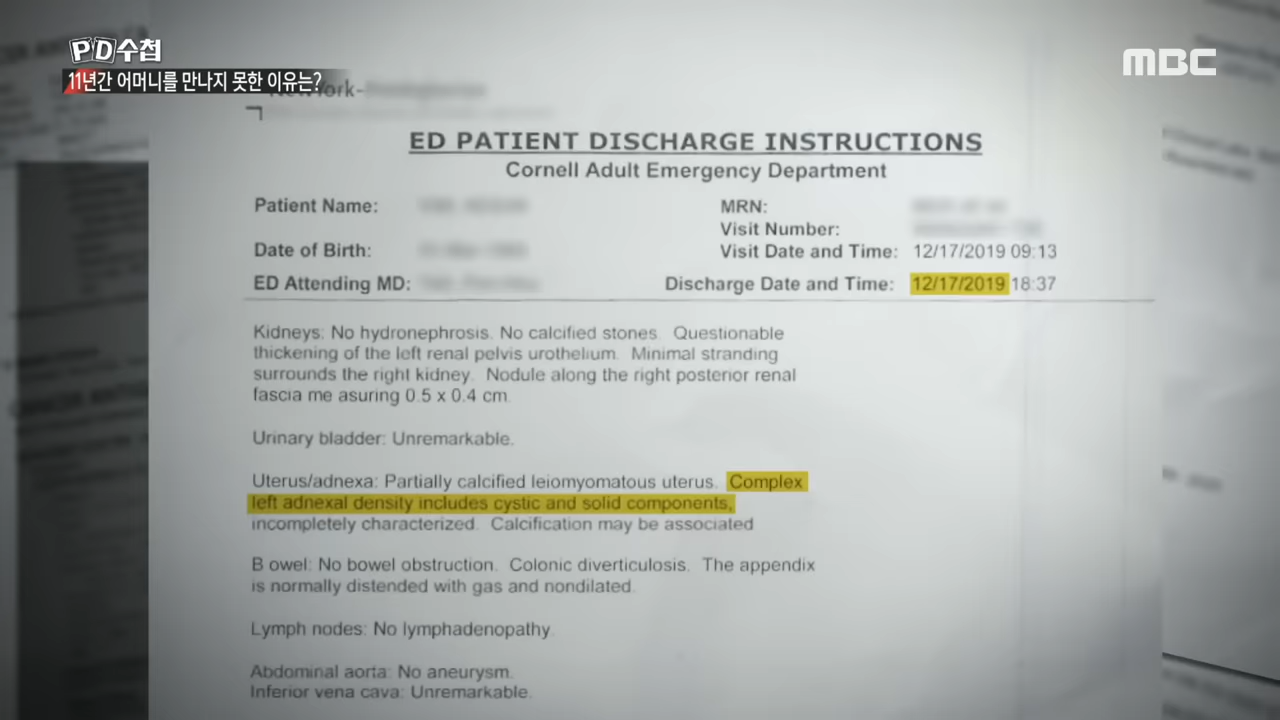 PD수첩
MBC
11년간 어머니를 만나지 못한 이유는?
ED PATIENT DISCHARGE INSTRUCTIONS
Cornell Adult Emergency Department
Patient Name:
MRN:
Visit Number:
Date of Birth:
Visit Date and Time: 12/17/2019 09:13
ED Attending MD:
Discharge Date and Time: 12/17/2019 18:37
Kidneys: No hydronephrosis. No calcified stones. Questionable
thickening of the left renal pelvis urothelium. Minimal stranding
surrounds the right kidney. Nodule along the right posterior renal
fascia me asuring 0.5 x 0.4 cm.
Urinary bladder: Unremarkable.
Uterus/adnexa: Partially calcified leiomyomatous uterus. Complex
left adnexal density includes cystic and solid components,
incompletely characterized. Calcification may be associated
B owel: No bowel obstruction. Colonic diverticulosis. The appendix
is normally distended with gas and nondilated.
Lymph nodes: No lymphadenopathy.
Abdominal aorta: No aneurysm.
Inferior vena cava: Unremarkable.